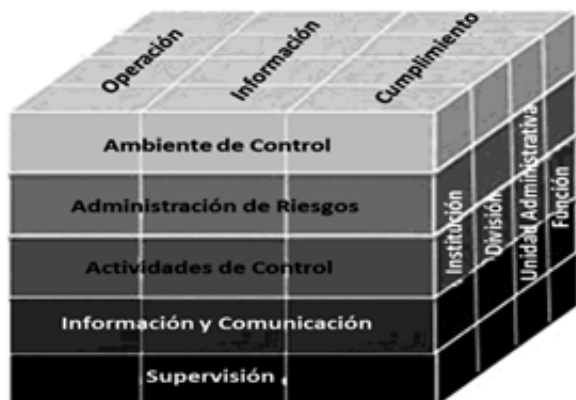 Operación
Información
Cumplimiento
Ambiente de Control
Administración de Riesgos
Actividades de Control
Información y Comunicación
Supervisión
Institución
División
Unidad Administrativa
Función